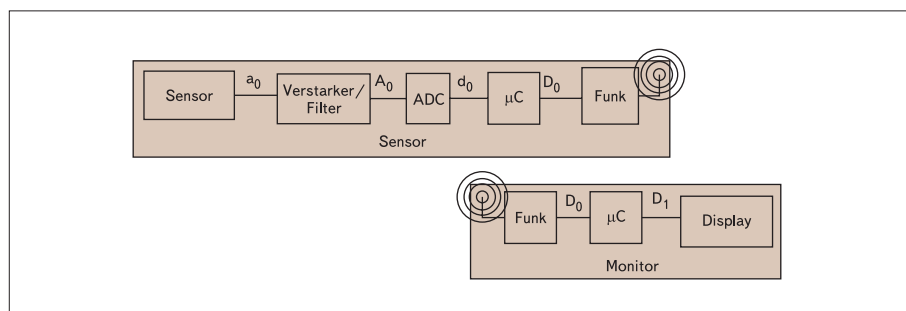 Sensor
a0
Verstarker/
Filter
A0
ADC
d0
µC
D0
Funk
Sensor
Funk
D0
µC
D1
Display
Monitor